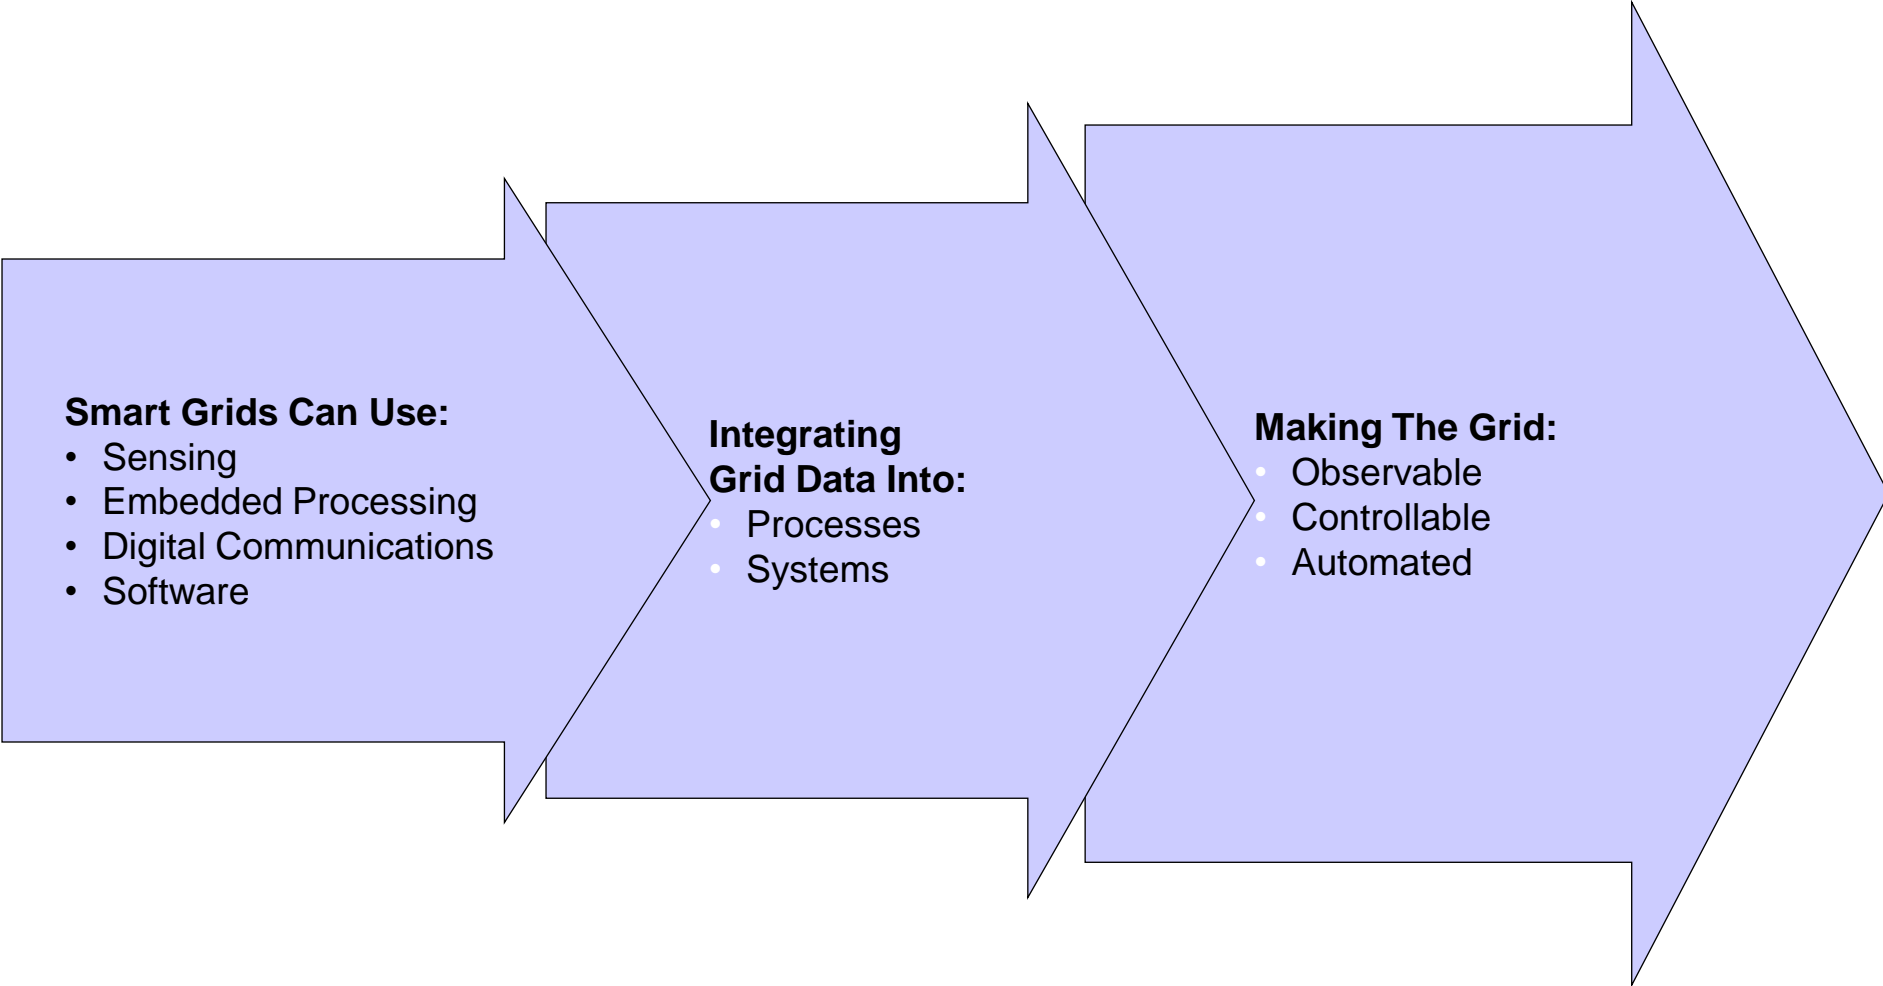 Smart Grids Can Use:
• Sensing
• Embedded Processing
• Digital Communications
• Software
Integrating
Grid Data Into:
• Processes
• Systems
Making The Grid:
• Observable
• Controllable
• Automated